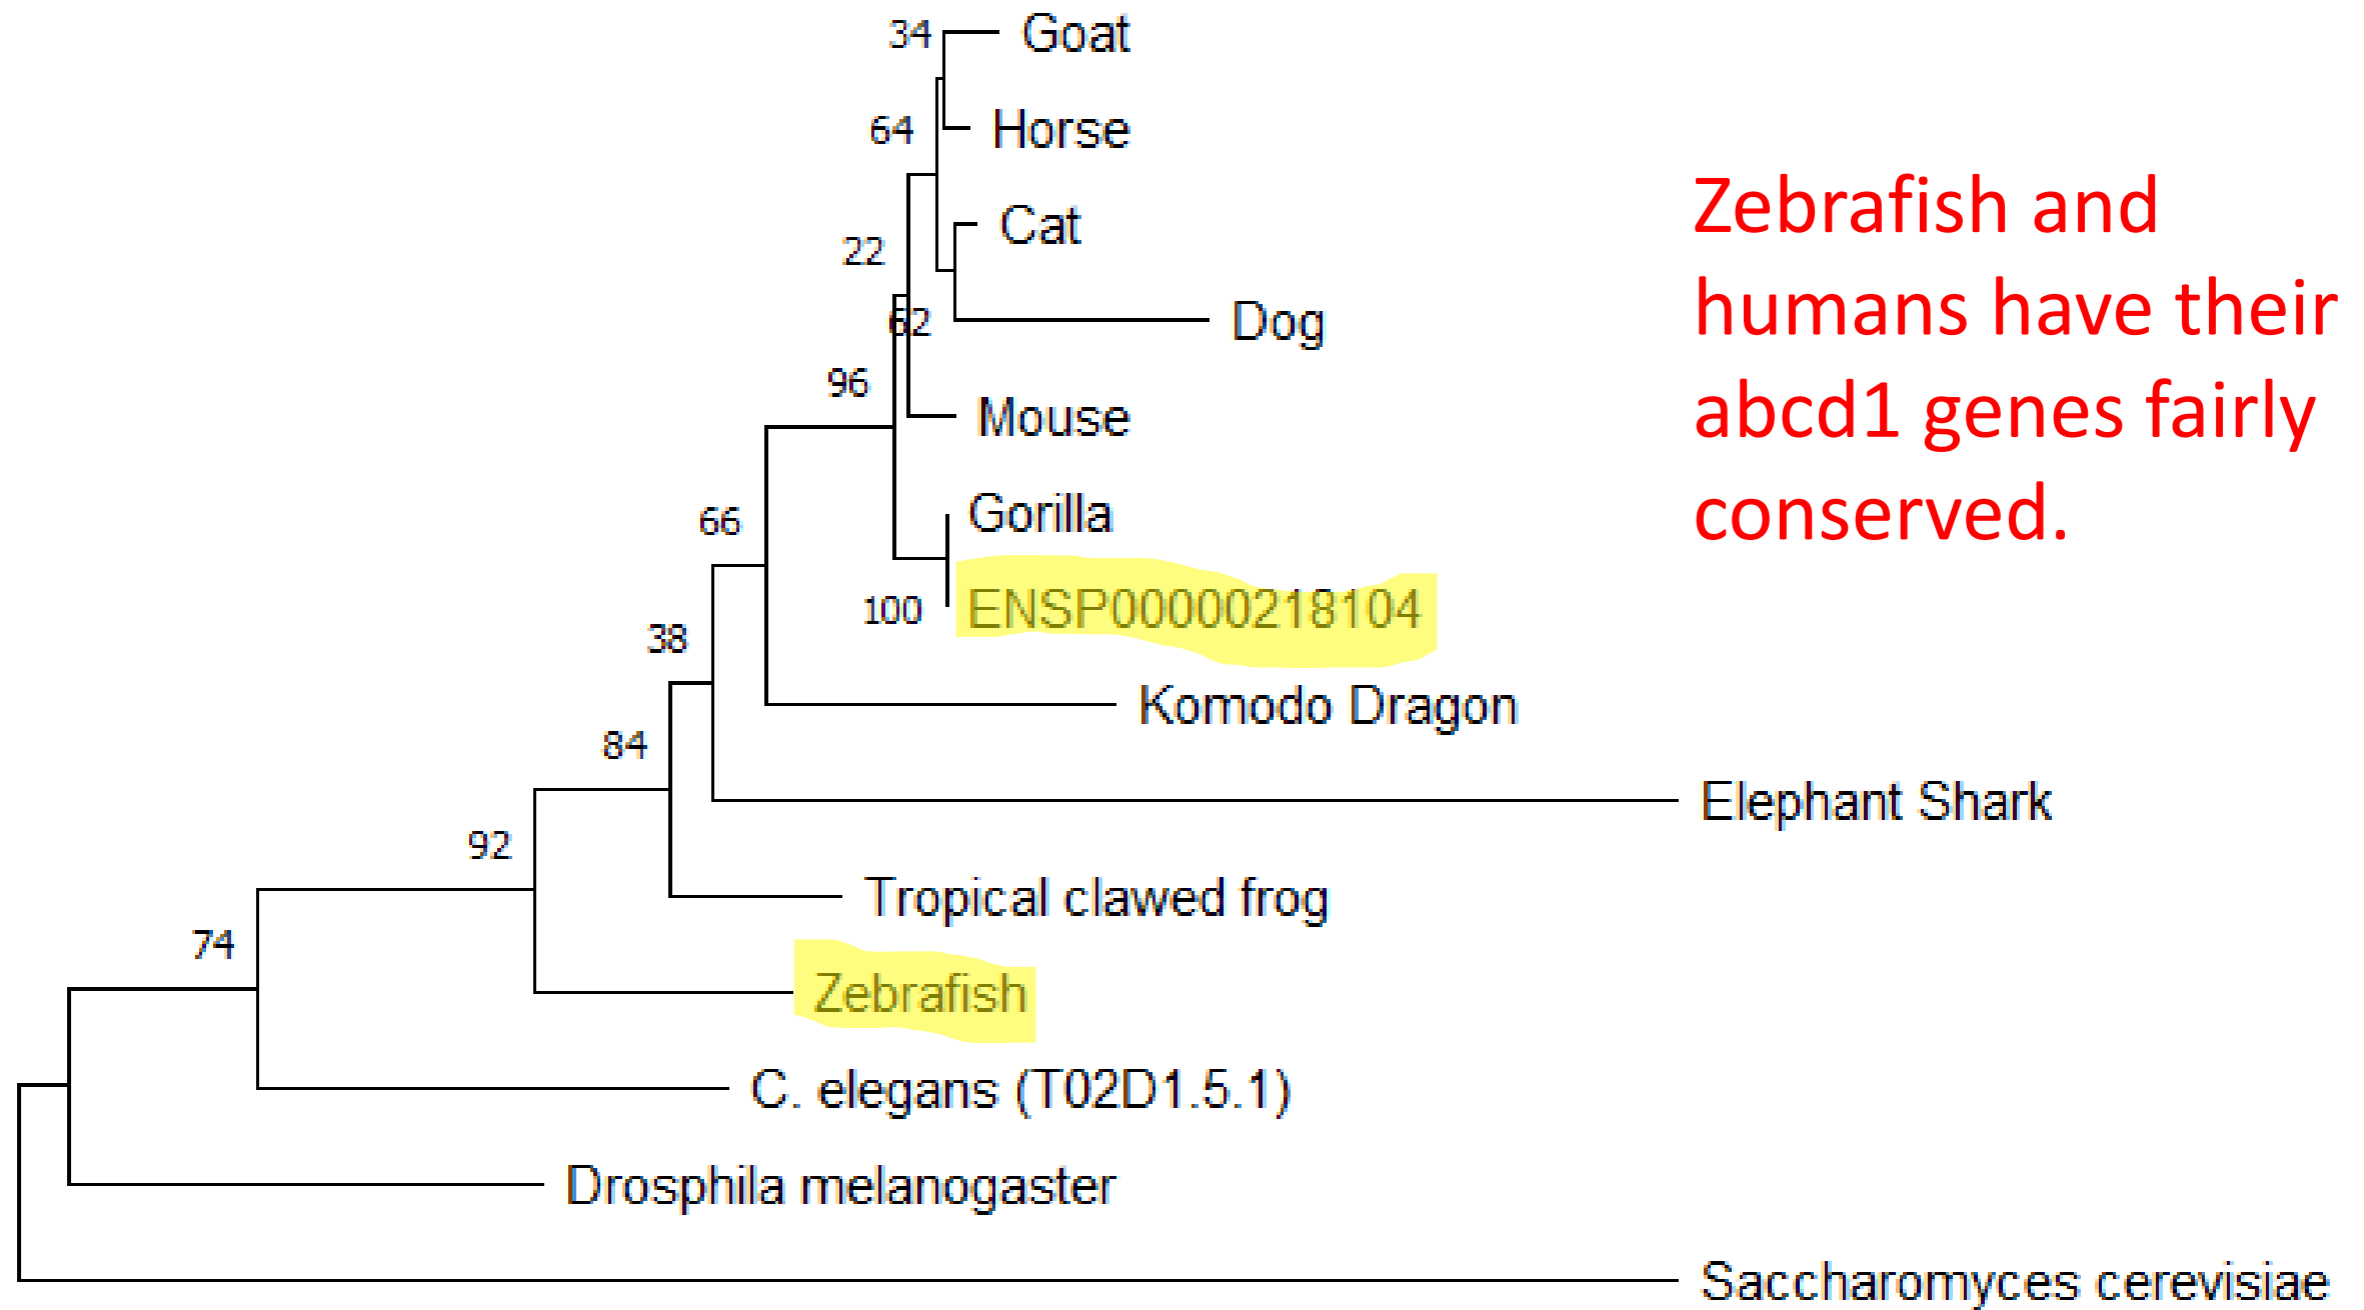 34 Goat
Horse
64
Cat
22
62 Dog
96
Mouse
Gorilla
66
100 ENSP00000218104
38
Komodo Dragon
84
Elephant Shark
92
Tropical clawed frog
74
Zebrafish
C. elegans (T02D1.5.1)
Drosphila melanogaster
Saccharomyces cerevisiae
Zebrafish and
humans have their
abcd1 genes fairly
conserved.